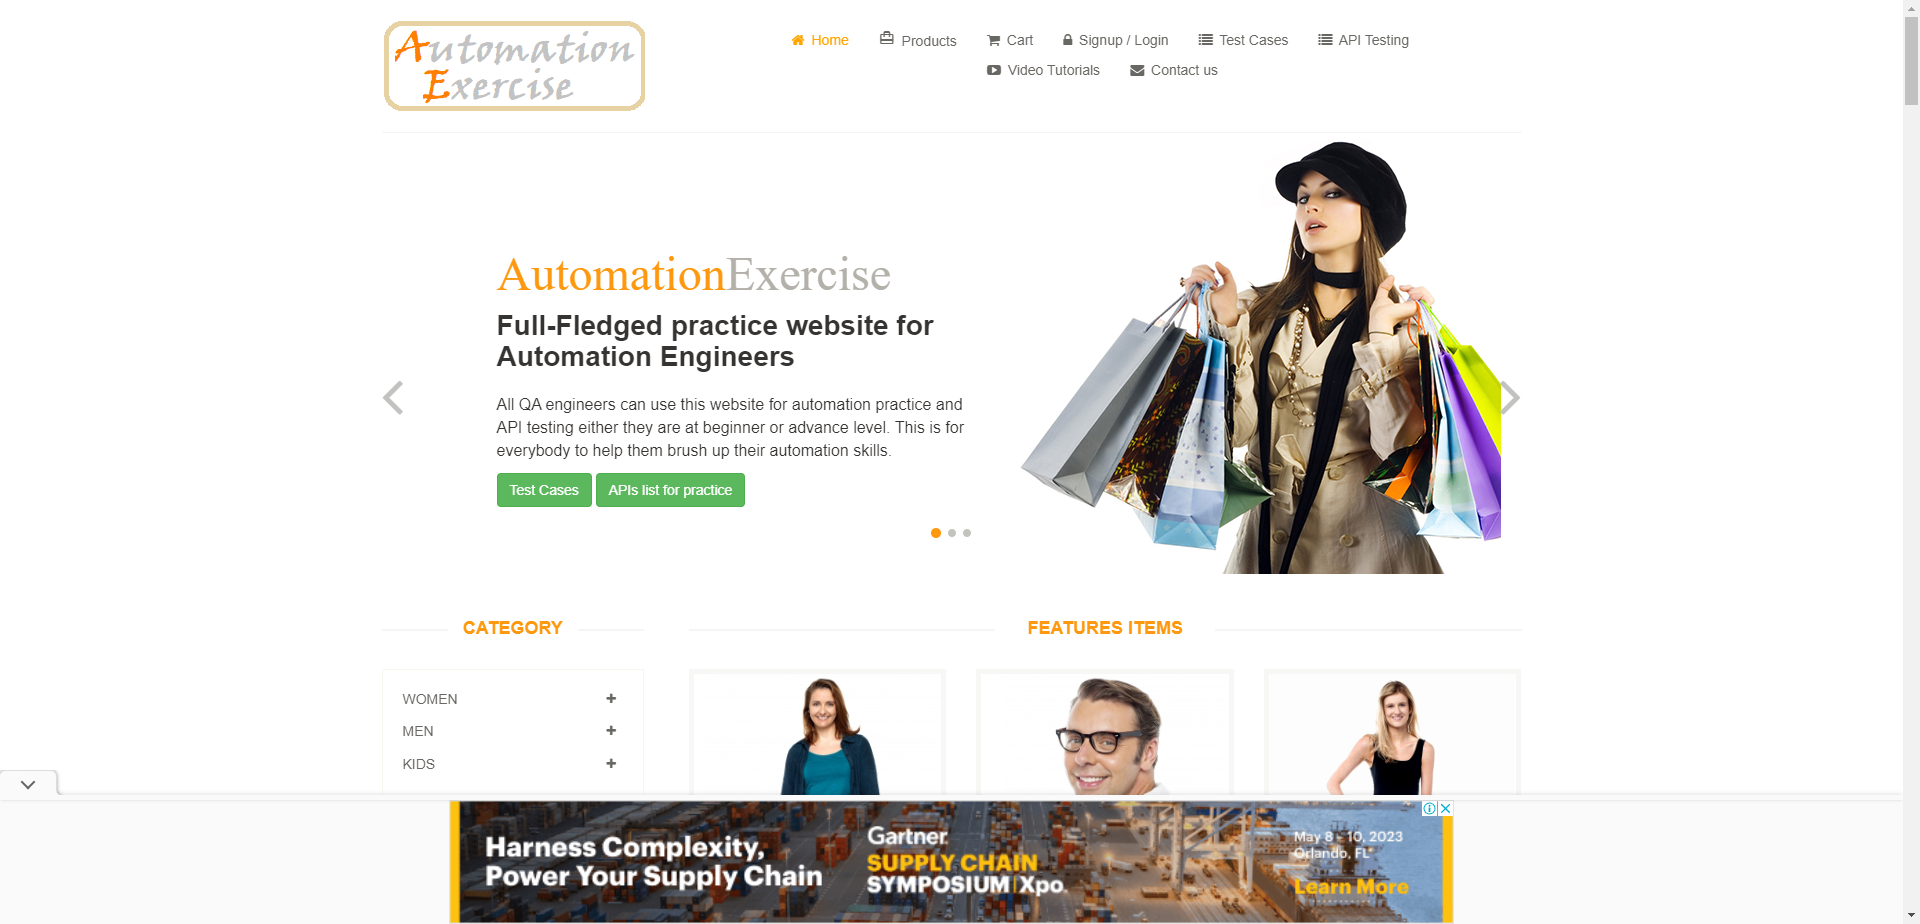 Automation
Exercise
Home
Products
Cart
Signup / Login
Test Cases
API Testing
Video Tutorials
Contact us
AutomationExercise
Full-Fledged practice website for
Automation Engineers
All QA engineers can use this website for automation practice and
API testing either they are at beginner or advance level. This is for
everybody to help them brush up their automation skills.
Test Cases
APIs list for practice
CATEGORY
WOMEN
MEN
KIDS
FEATURES ITEMS
Harness Complexity,
Power Your Supply Chain
Gartner
SUPPLY CHAIN
SYMPOSIUM | Xpo
May 8 – 10, 2023
Orlando, FL
Learn More